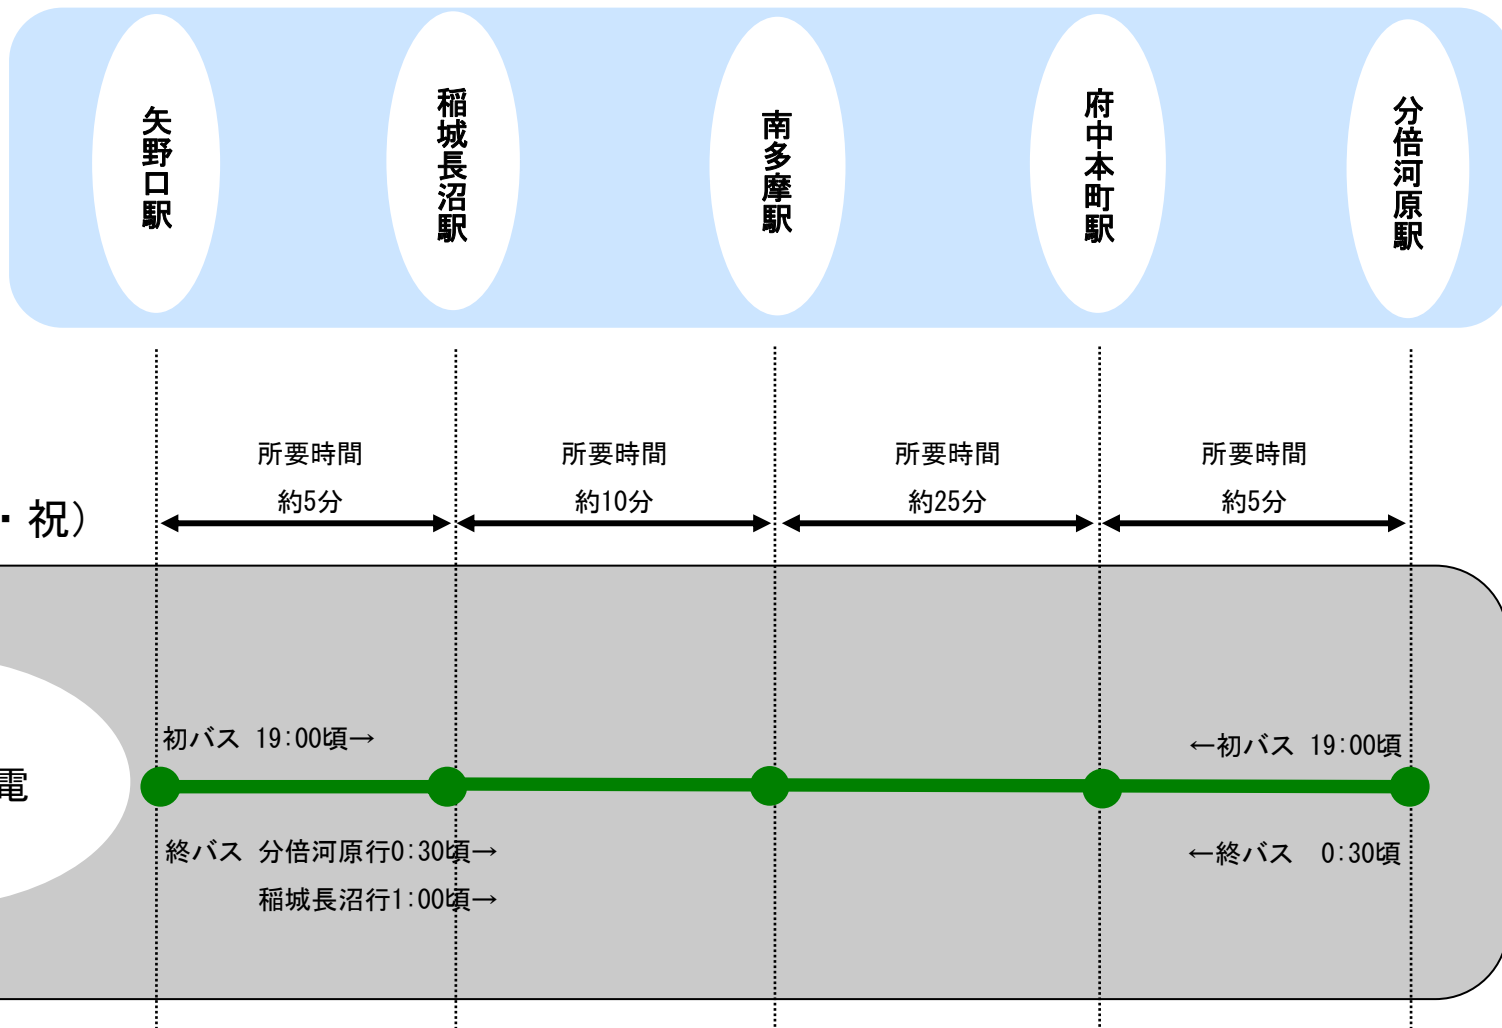 矢野口駅
稲城長沼駅
南多摩駅
府中本町駅
分倍河原駅
所要時間
約5分
所要時間
約10分
所要時間
約25分
所要時間
約5分
・祝）
初バス 19:00頃→
←初バス 19:00頃
電
終バス 分倍河原行0:30頃→
稲城長沼行1:00頃→
←終バス 0:30頃